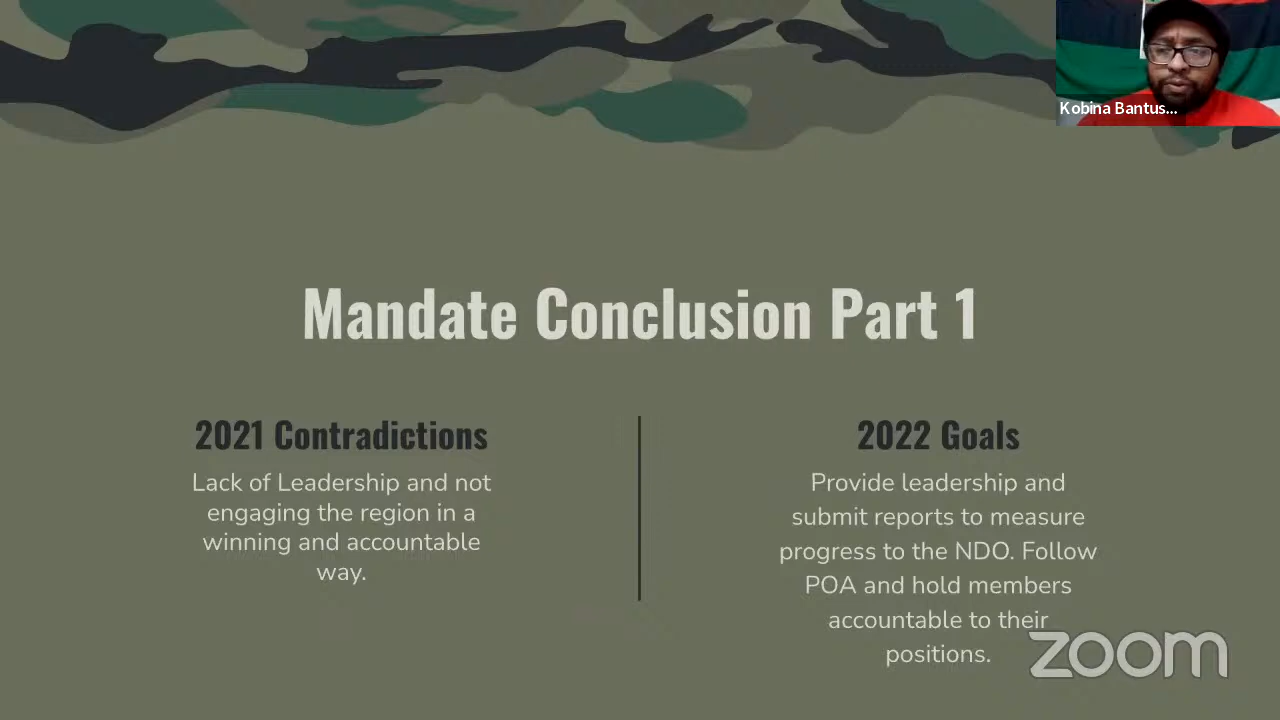 Kobina Bantus...
Mandate Conclusion Part 1
2021 Contradictions
Lack of Leadership and not
engaging the region in a
winning and accountable
way.
2022 Goals
Provide leadership and
submit reports to measure
progress to the NDO. Follow
POA and hold members
accountable to their
positions.
zoom